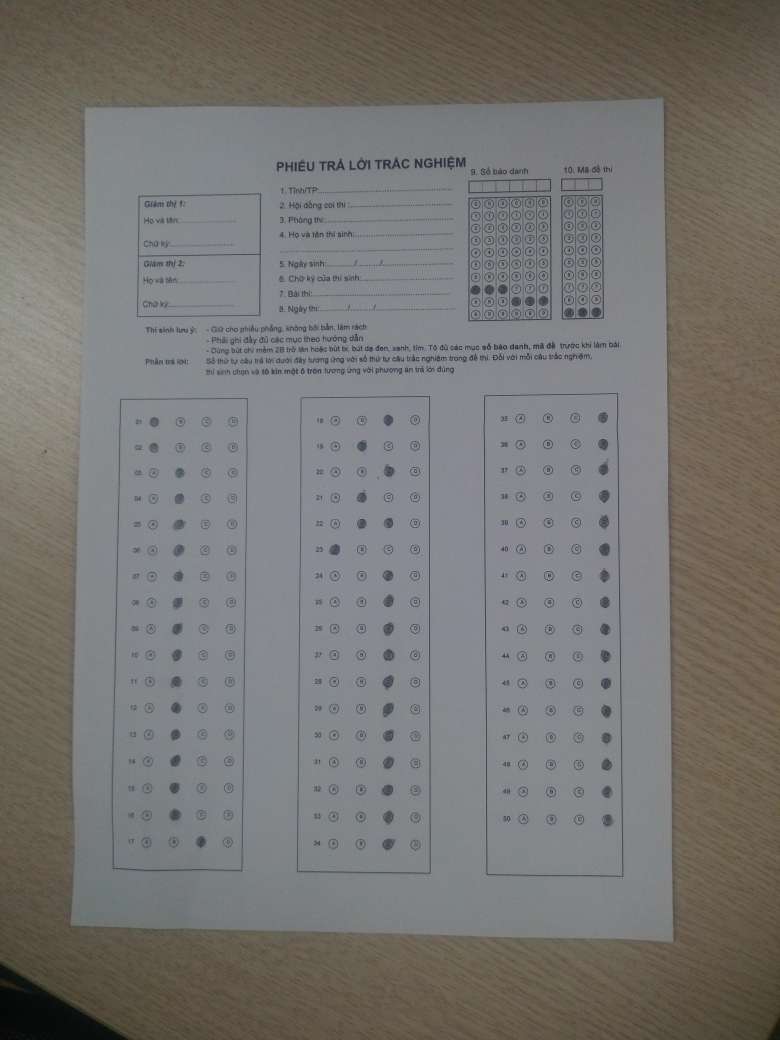 PHIẾU TRẢ LỜI TRẮC NGHIỆM
9. Số báo danh
10. Mã đề thi
Giám thị 1:
Họ và tên:
Chữ ký:
Giám thị 2:
Họ và tên:
Chữ ký:
1. Tỉnh/TP:
2. Hội đồng coi thi :
3. Phòng thi:
4. Họ và tên thí sinh:
5. Ngày sinh: / /
6. Chữ ký của thí sinh:
7. Bài thi:
8. Ngày thi: / /
Thí sinh lưu ý: - Giữ cho phiếu phẳng, không bôi bẩn, làm rách
- Phải ghi đầy đủ các mục theo hướng dẫn
- Dùng bút chì mềm 2B trở lên hoặc bút bi, bút dạ đen, xanh, tím. Tô đủ các mục số báo danh, mã đề trước khi làm bài.
Phần trả lời: Số thứ tự câu trả lời dưới đây tương ứng với số thứ tự câu trắc nghiệm trong đề thi. Đối với mỗi câu trắc nghiệm,
thí sinh chọn và tô kín một ô tròn tương ứng với phương án trả lời đúng
01 B C D
02 B C D
03 A C D
04 A C D
05 A C D
06 A C D
07 A C D
08 A C D
09 A C D
10 A C D
11 A C D
12 A C D
13 A C D
14 A C D
15 A C D
16 A C D
17 A B D
18 A B D
19 A C D
20 A B D
21 A C D
22 A D
23 B C D
24 A B D
25 A B D
26 A B D
27 A B D
28 A B D
29 A B D
30 A B D
31 A B D
32 A B D
33 A B D
34 A B D
35 A B C
36 A B C
37 A B C
38 A B C
39 A B C
40 A B C
41 A B C
42 A B C
43 A B C
44 A B C
45 A B C
46 A B C
47 A B C
48 A B C
49 A B C
50 A B C